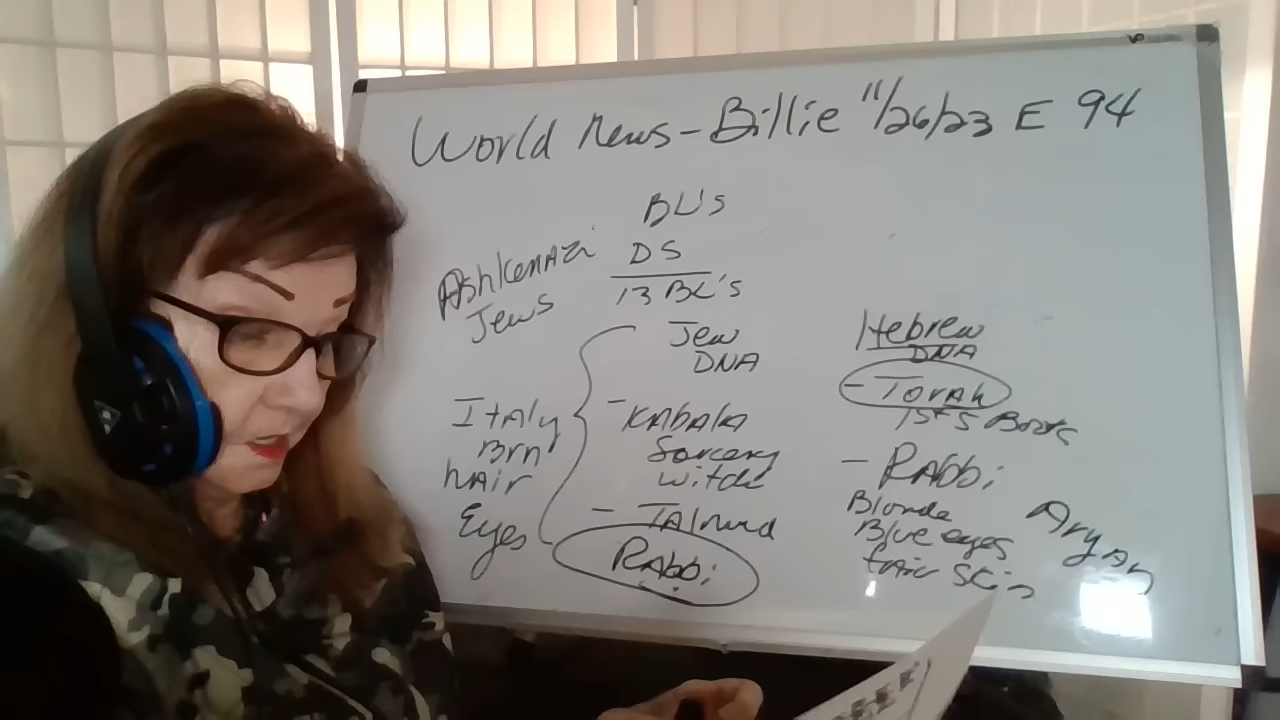 World News - Billie 11/26/23 E 94
BL's
DS
13 BL's
Ashkenazi
Jews
Jew
DNA
- Kabala
Sorcery
witch
- Talmud
Rabbi
Italy
Brn
hair
Eyes
Hebrew
DNA
- Torah
1st 5 Books
- Rabbi
Blonde
Blue eyes
fair Skin
Aryan